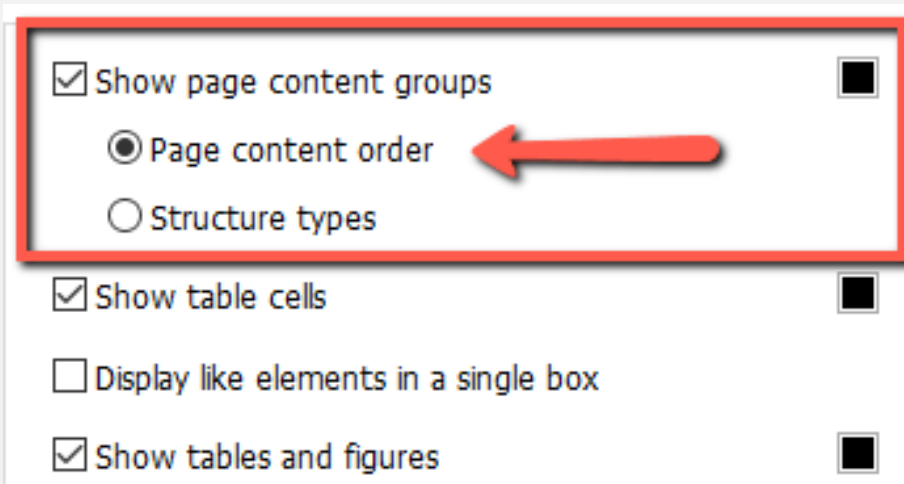 Show page content groups
Page content order
Structure types
Show table cells
Display like elements in a single box
Show tables and figures